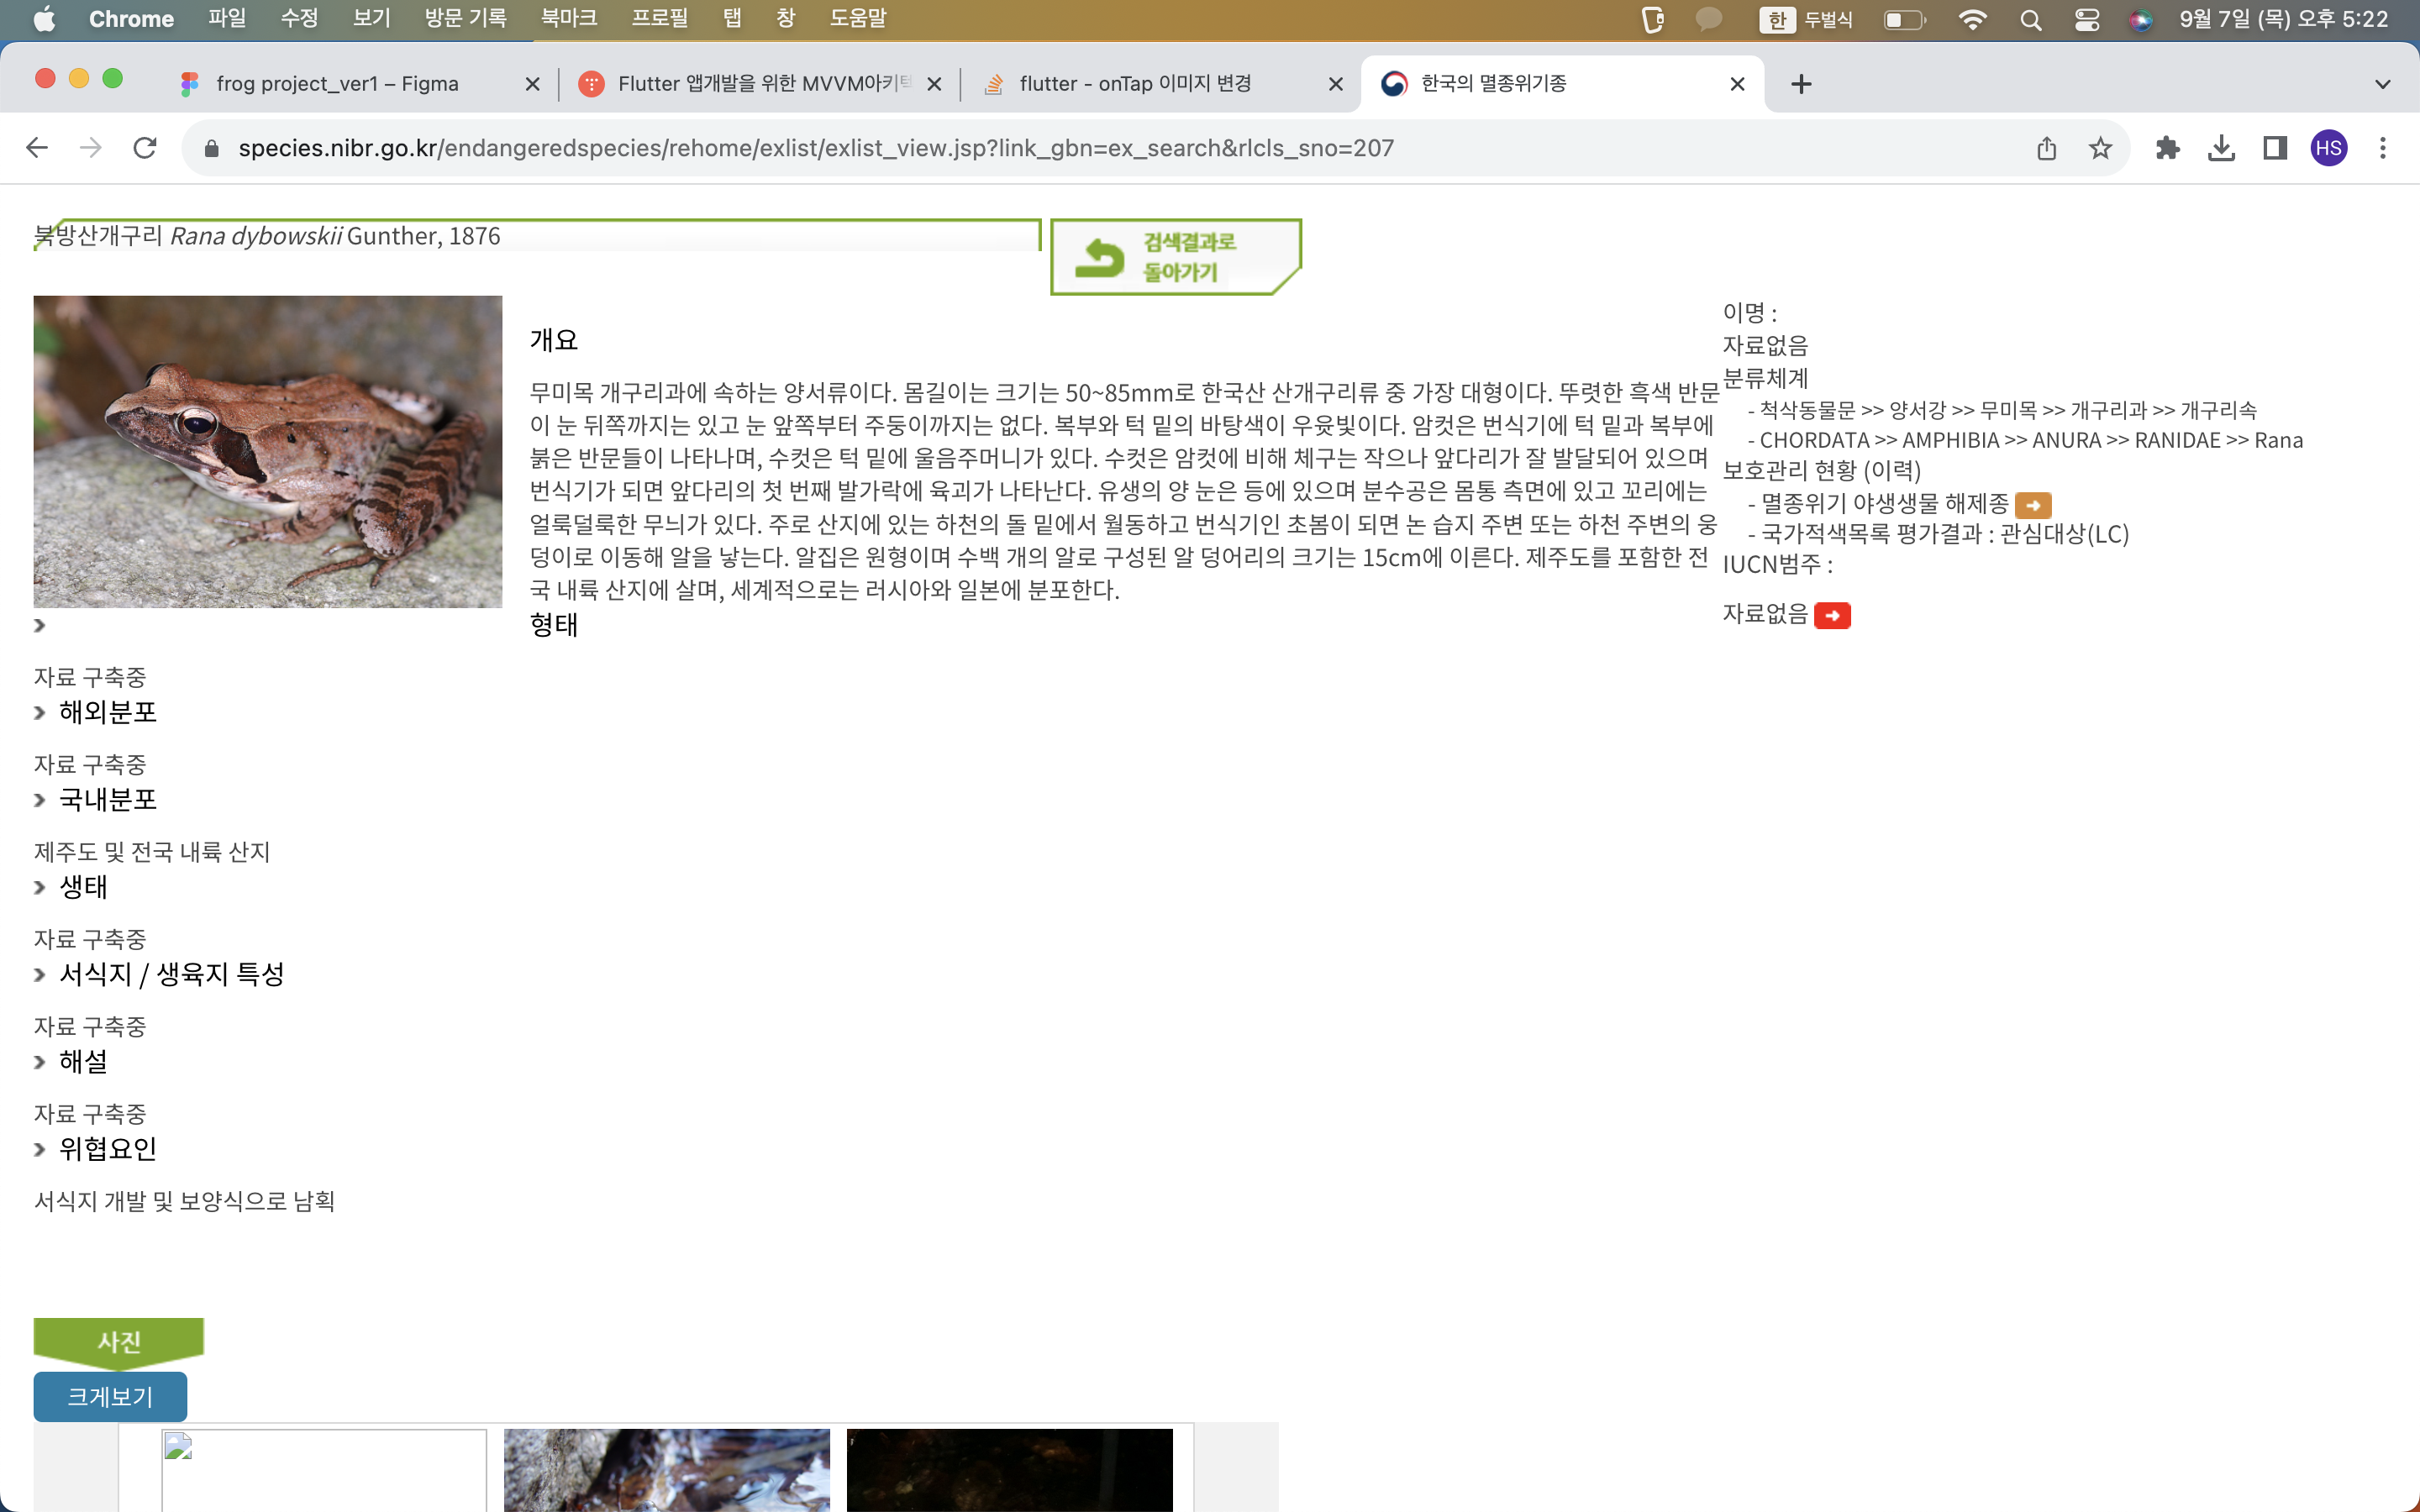 Chrome 파일 수정 보기 방문 기록 북마크 프로필 탭 창 도움말 한 두벌식 9월 7일 (목) 오후 5:22
frog project_ver1 – Figma
Flutter 앱개발을 위한 MVVM아키텍
flutter - onTap 이미지 변경
한국의 멸종위기종
species.nibr.go.kr/endangeredspecies/rehome/exlist/exlist_view.jsp?link_gbn=ex_search&rlcls_sno=207
HS
북방산개구리 Rana dybowskii Gunther, 1876
검색결과로
돌아가기
개요
무미목 개구리과에 속하는 양서류이다. 몸길이는 크기는 50~85mm로 한국산 산개구리류 중 가장 대형이다. 뚜렷한 흑색 반문
이 눈 뒤쪽까지는 있고 눈 앞쪽부터 주둥이까지는 없다. 복부와 턱 밑의 바탕색이 우윳빛이다. 암컷은 번식기에 턱 밑과 복부에
붉은 반문들이 나타나며, 수컷은 턱 밑에 울음주머니가 있다. 수컷은 암컷에 비해 체구는 작으나 앞다리가 잘 발달되어 있으며
번식기가 되면 앞다리의 첫 번째 발가락에 육괴가 나타난다. 유생의 양 눈은 등에 있으며 분수공은 몸통 측면에 있고 꼬리에는
얼룩덜룩한 무늬가 있다. 주로 산지에 있는 하천의 돌 밑에서 월동하고 번식기인 초봄이 되면 논 습지 주변 또는 하천 주변의 웅
덩이로 이동해 알을 낳는다. 알집은 원형이며 수백 개의 알로 구성된 알 덩어리의 크기는 15cm에 이른다. 제주도를 포함한 전
국 내륙 산지에 살며, 세계적으로는 러시아와 일본에 분포한다.
형태
이명 :
자료없음
분류체계
- 척삭동물문 >> 양서강 >> 무미목 >> 개구리과 >> 개구리속
- CHORDATA >> AMPHIBIA >> ANURA >> RANIDAE >> Rana
보호관리 현황 (이력)
- 멸종위기 야생생물 해제종
- 국가적색목록 평가결과 : 관심대상(LC)
IUCN범주 :
자료없음
자료 구축중
해외분포
자료 구축중
국내분포
제주도 및 전국 내륙 산지
생태
자료 구축중
서식지 / 생육지 특성
자료 구축중
해설
자료 구축중
위협요인
서식지 개발 및 보양식으로 남획
사진
크게보기